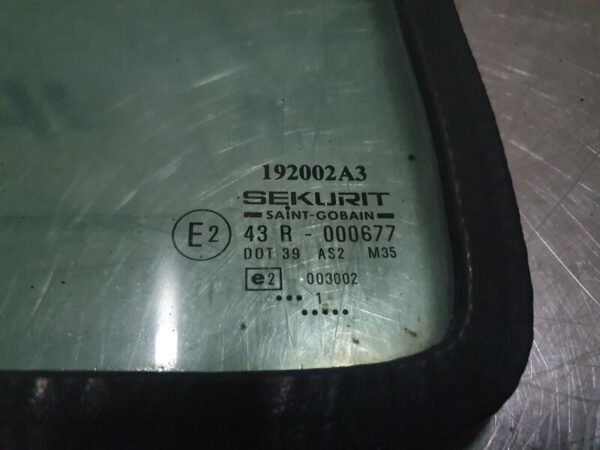 192002A3
SEKURIT
SAINT-GOBAIN
E2 43 R - 000677
DOT 39 AS2 M35
e2 003002
... 1
.....